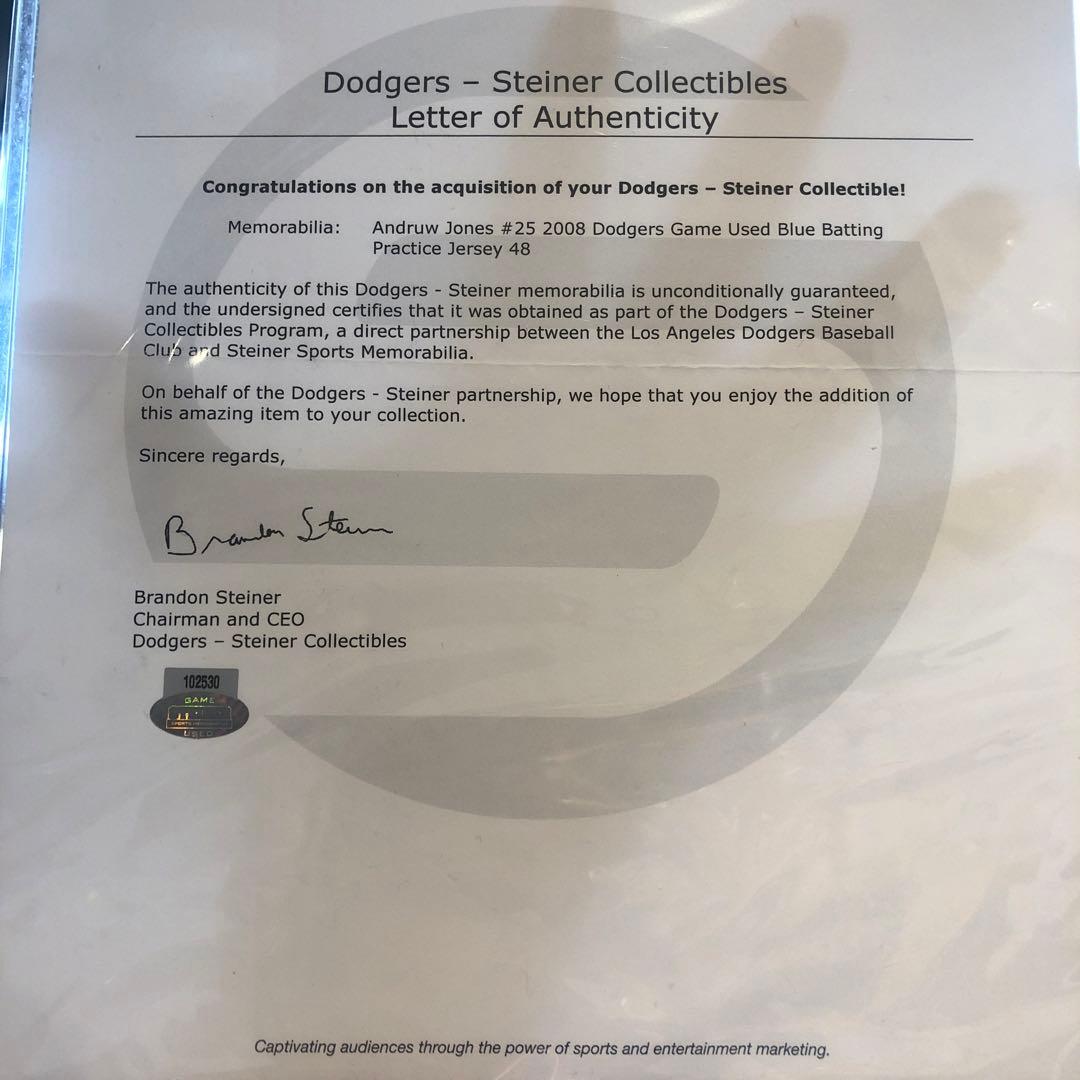 Dodgers – Steiner Collectibles
Letter of Authenticity
Congratulations on the acquisition of your Dodgers – Steiner Collectible!
Memorabilia: Andruw Jones #25 2008 Dodgers Game Used Blue Batting
Practice Jersey 48
The authenticity of this Dodgers - Steiner memorabilia is unconditionally guaranteed,
and the undersigned certifies that it was obtained as part of the Dodgers – Steiner
Collectibles Program, a direct partnership between the Los Angeles Dodgers Baseball
Club and Steiner Sports Memorabilia.
On behalf of the Dodgers - Steiner partnership, we hope that you enjoy the addition of
this amazing item to your collection.
Sincere regards,
Brandon Steiner
Brandon Steiner
Chairman and CEO
Dodgers – Steiner Collectibles
102530
GAME
USED
Captivating audiences through the power of sports and entertainment marketing.